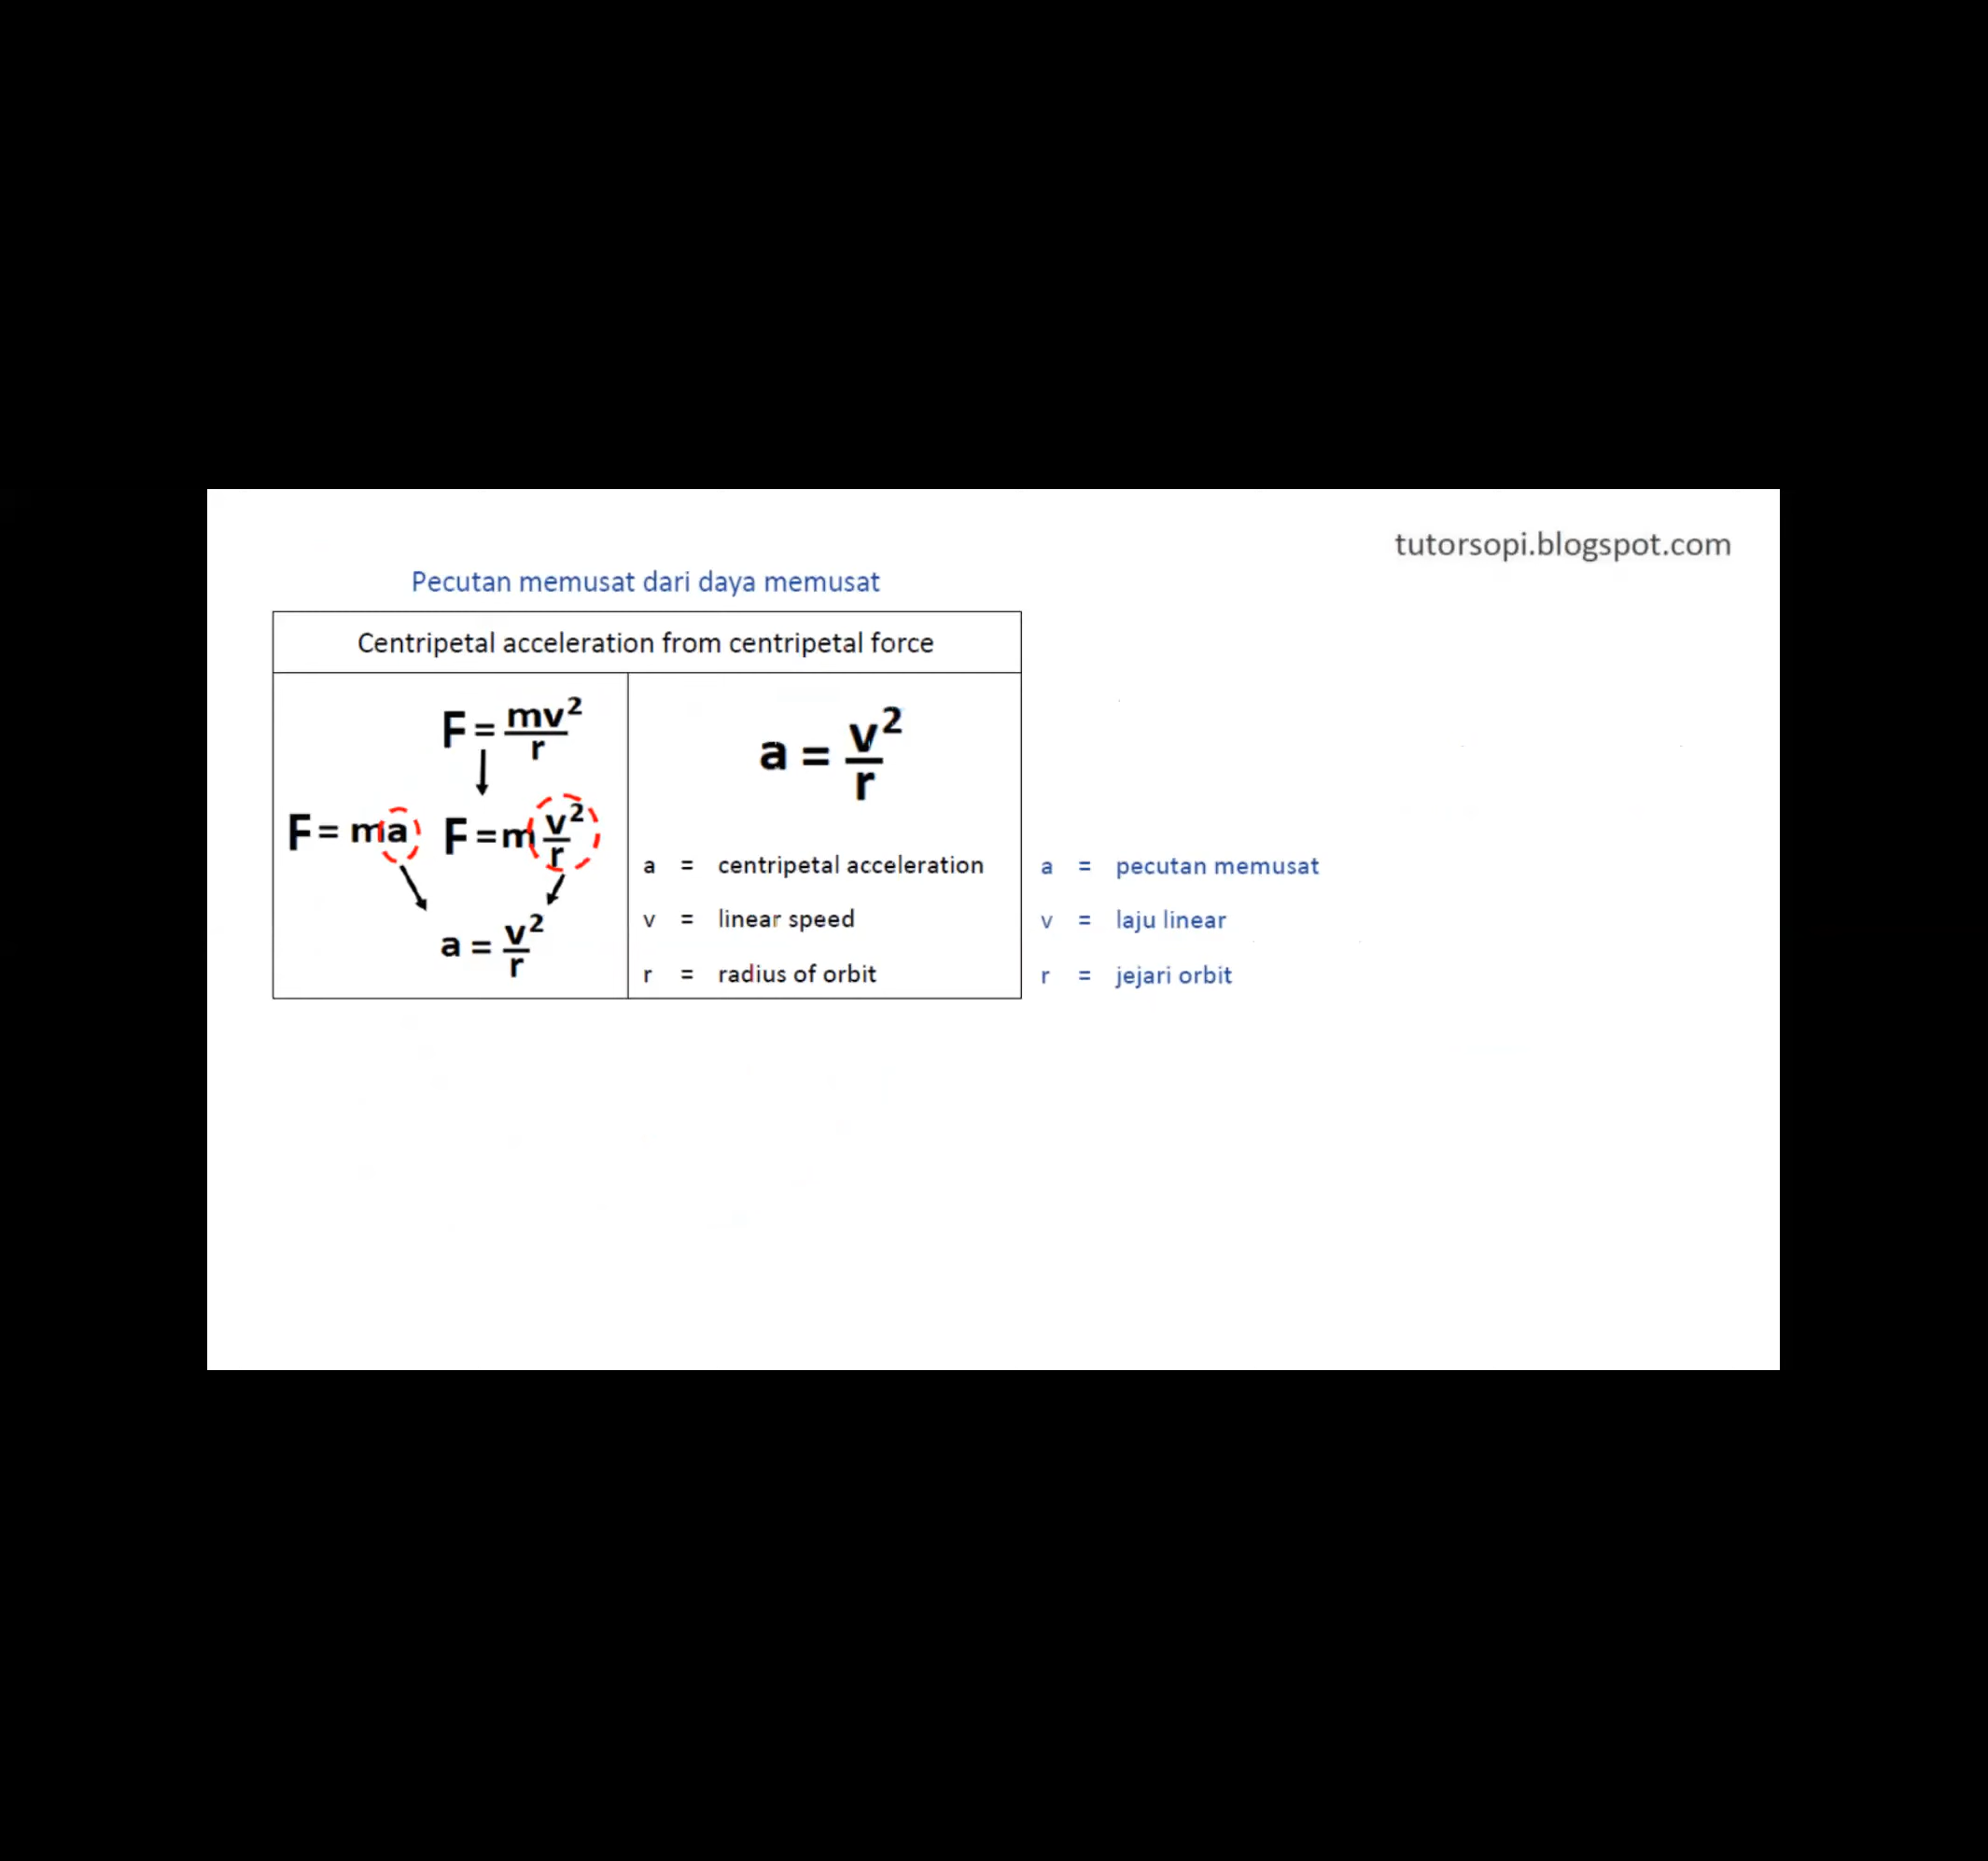 tutorsopi.blogspot.com
Pecutan memusat dari daya memusat
Centripetal acceleration from centripetal force
F = mv²/r
F = ma F = m v²/r
a = v²/r
a = v²/r
a = centripetal acceleration a = pecutan memusat
v = linear speed v = laju linear
r = radius of orbit r = jejari orbit